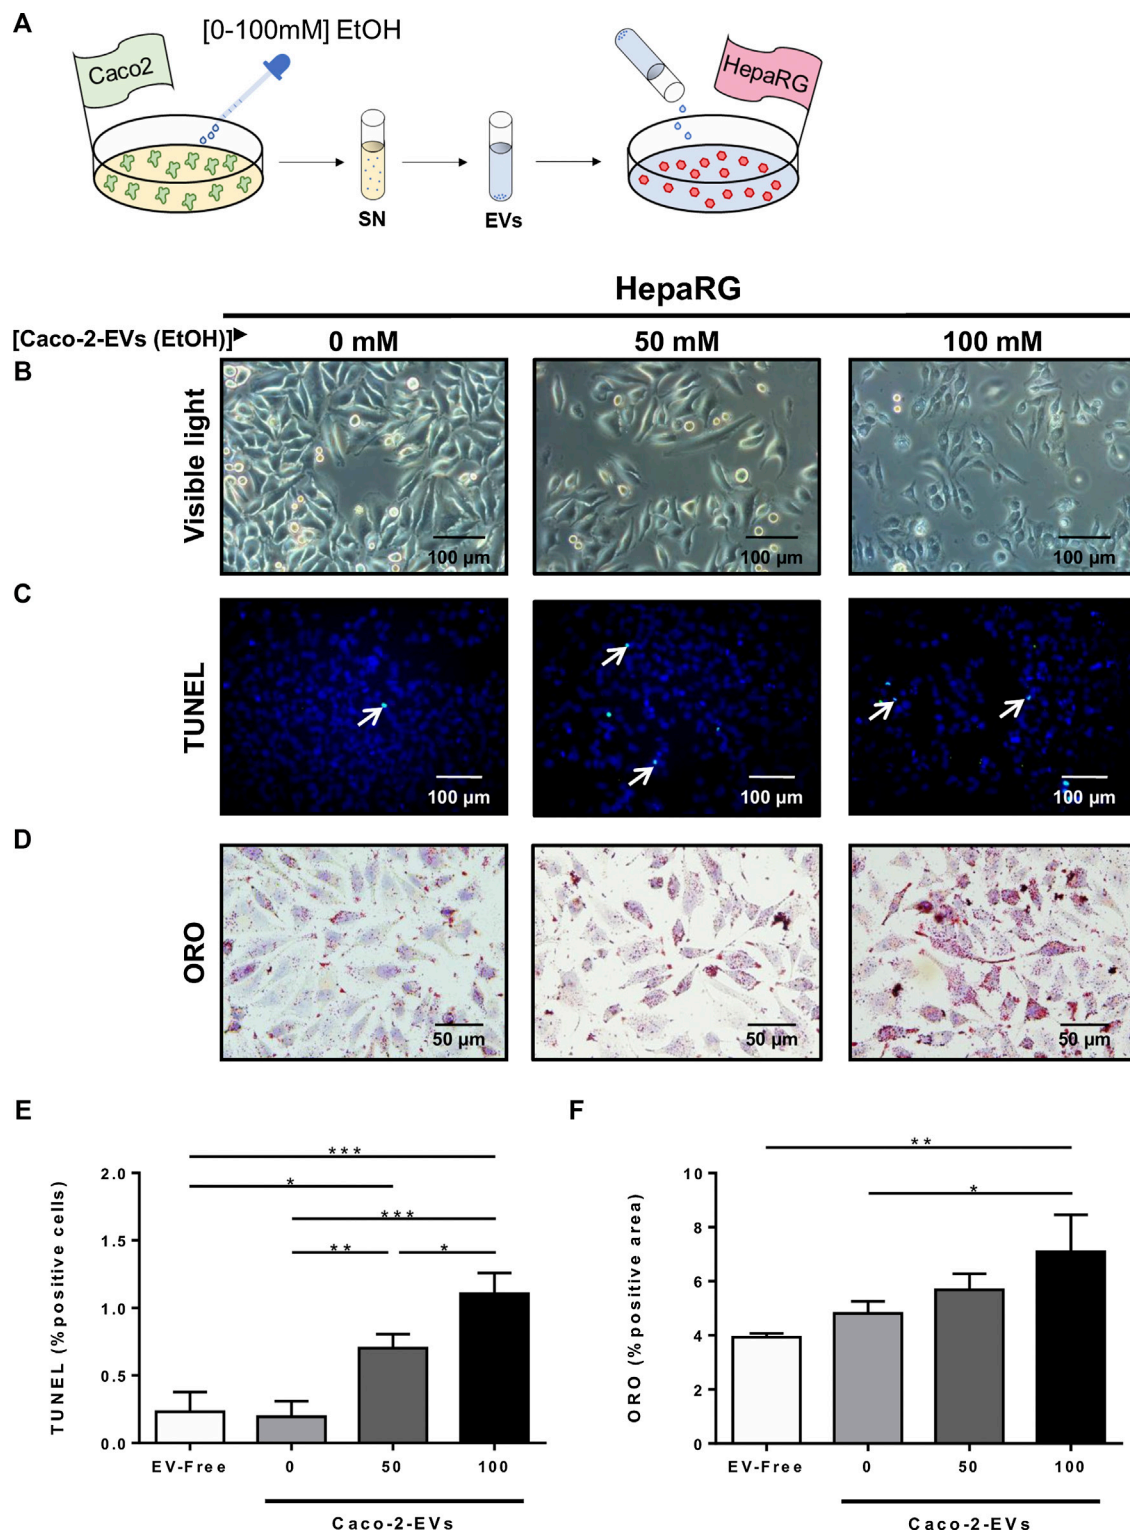 A
[0-100mM] EtOH
Caco2
HepaRG
SN
EVs
HepaRG
[Caco-2-EVs (EtOH)]
0 mM
50 mM
100 mM
B
Visible light
100 µm
100 µm
100 µm
C
TUNEL
100 µm
100 µm
100 µm
D
ORO
50 µm
50 µm
50 µm
E
TUNEL (%positive cells)
2.0
1.5
1.0
0.5
0.0
***
*
***
**
*
EV-Free
0
50
100
Caco-2-EVs
F
ORO (%positive area)
10
8
6
4
2
0
**
*
EV-Free
0
50
100
Caco-2-EVs